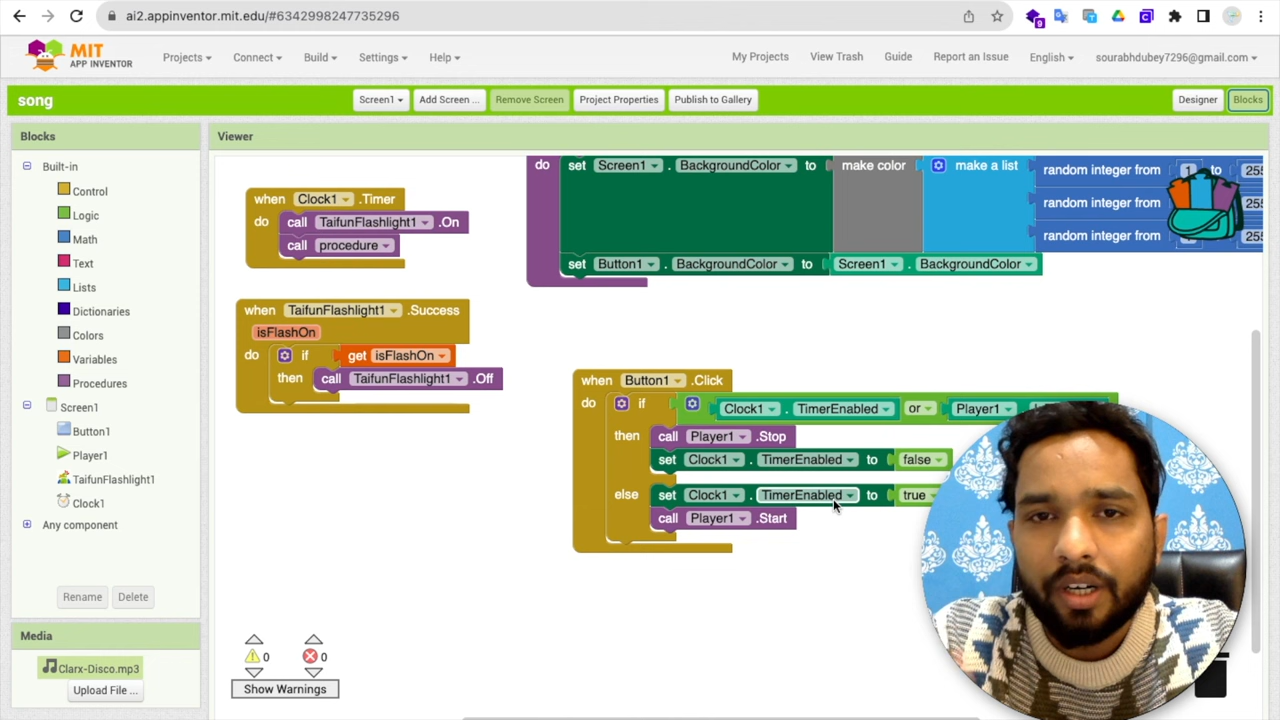 ai2.appinventor.mit.edu/#6342998247735296
9
MIT
APP INVENTOR
Projects
Connect
Build
Settings
Help
My Projects
View Trash
Guide
Report an Issue
English
sourabhdubey7296@gmail.com
song
Screen1
Add Screen ...
Remove Screen
Project Properties
Publish to Gallery
Designer
Blocks
Blocks
Built-in
Control
Logic
Math
Text
Lists
Dictionaries
Colors
Variables
Procedures
Screen1
Button1
Player1
TaifunFlashlight1
Clock1
Any component
Rename
Delete
Media
Clarx-Disco.mp3
Upload File ...
Viewer
when Clock1 .Timer
do call TaifunFlashlight1 .On
call procedure
when TaifunFlashlight1 .Success
isFlashOn
do if get isFlashOn
then call TaifunFlashlight1 .Off
do set Screen1 . BackgroundColor to make color make a list random integer from 1 to 255
random integer from 255
random integer from 255
set Button1 . BackgroundColor to Screen1 . BackgroundColor
when Button1 .Click
do if Clock1 . TimerEnabled or Player1 .
then call Player1 .Stop
set Clock1 . TimerEnabled to false
else set Clock1 . TimerEnabled to true
call Player1 .Start
0 0
Show Warnings